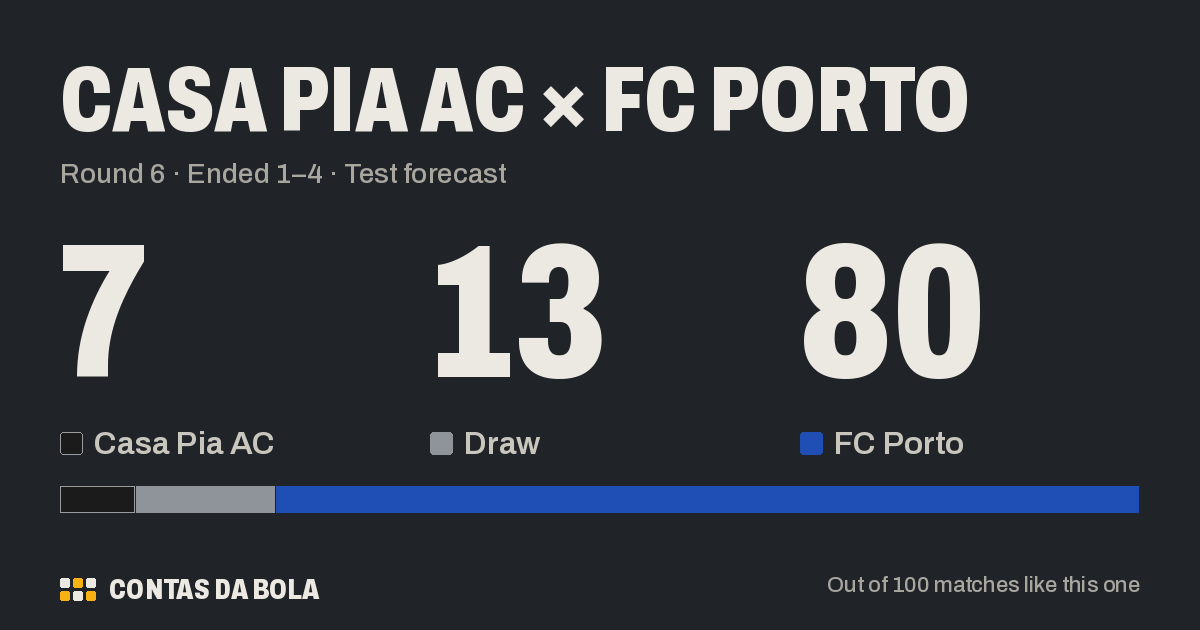 CASA PIA AC × FC PORTO
Round 6 · Ended 1–4 · Test forecast
7 13 80
Casa Pia AC Draw FC Porto
CONTAS DA BOLA
Out of 100 matches like this one